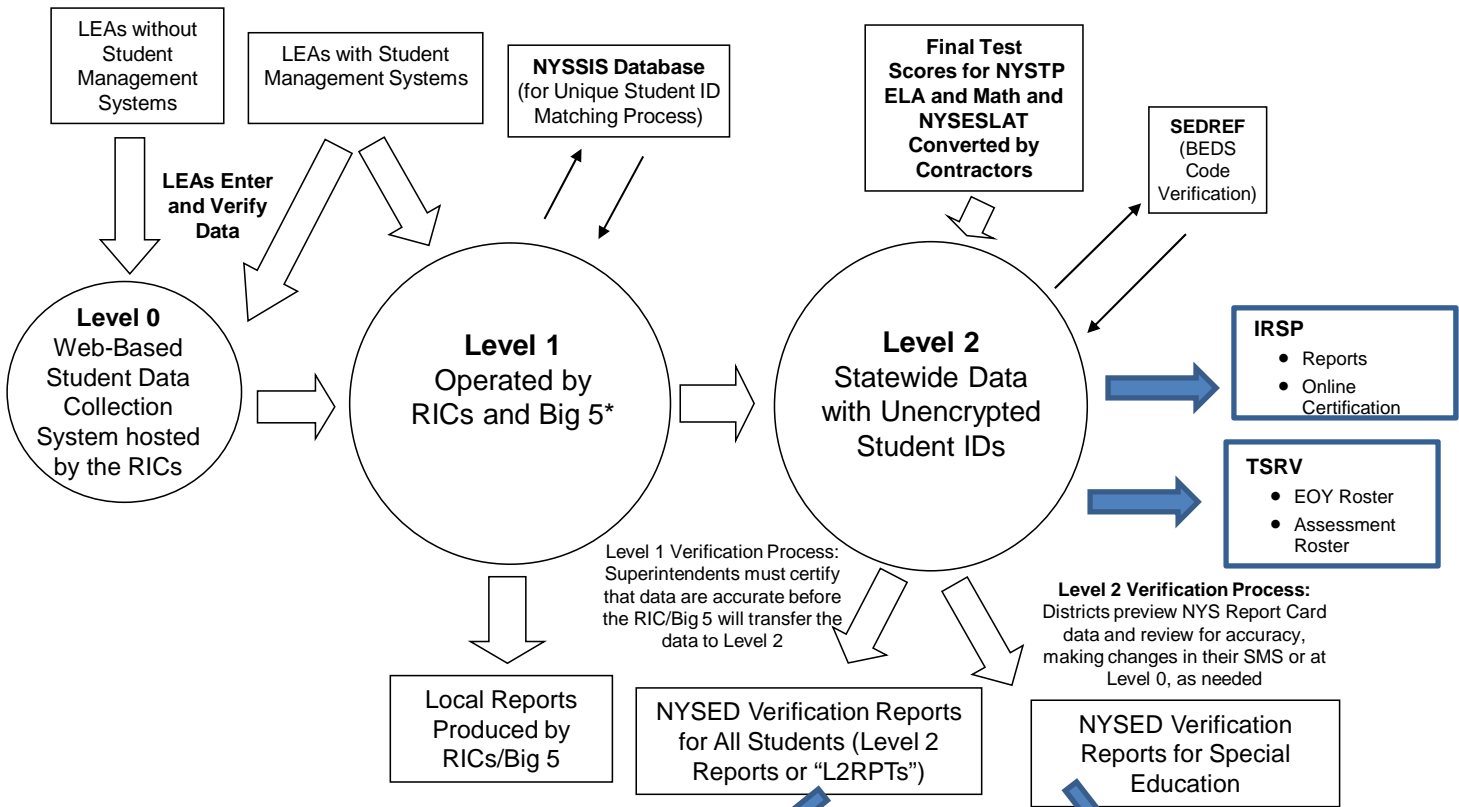 LEAs without
Student
Management
Systems
LEAs with Student
Management Systems
NYSSIS Database
(for Unique Student ID
Matching Process)
Final Test
Scores for NYSTP
ELA and Math and
NYSESLAT
Converted by
Contractors
SEDREF
(BEDS
Code
Verification)
LEAs Enter
and Verify
Data
Level 0
Web-Based
Student Data
Collection
System hosted
by the RICs
Level 1
Operated by
RICs and Big 5*
Level 2
Statewide Data
with Unencrypted
Student IDs
IRSP
• Reports
• Online
Certification
TSRV
• EOY Roster
• Assessment
Roster
Level 1 Verification Process:
Superintendents must certify
that data are accurate before
the RIC/Big 5 will transfer the
data to Level 2
Level 2 Verification Process:
Districts preview NYS Report Card
data and review for accuracy,
making changes in their SMS or at
Level 0, as needed
Local Reports
Produced by
RICs/Big 5
NYSED Verification Reports
for All Students (Level 2
Reports or “L2RPTs”)
NYSED Verification
Reports for Special
Education